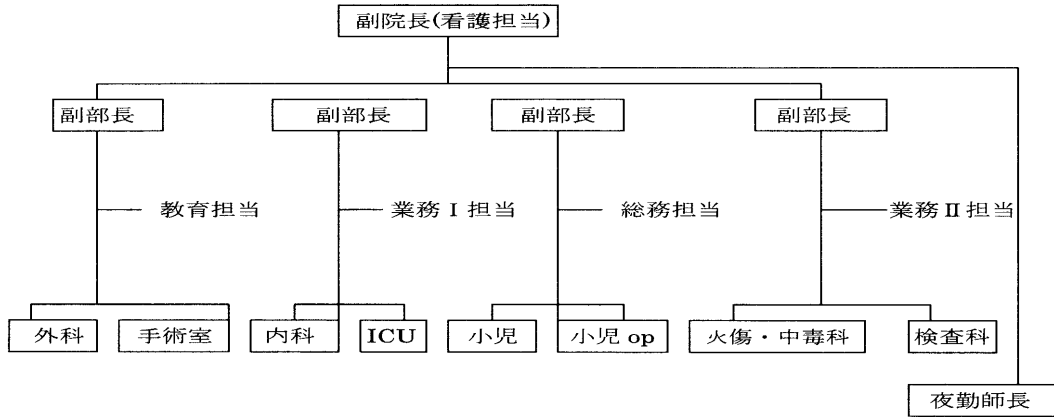 副院長(看護担当)
副部長
副部長
副部長
副部長
教育担当
業務 I 担当
総務担当
業務 II 担当
外科
手術室
内科
ICU
小児
小児 op
火傷・中毒科
検査科
夜勤師長